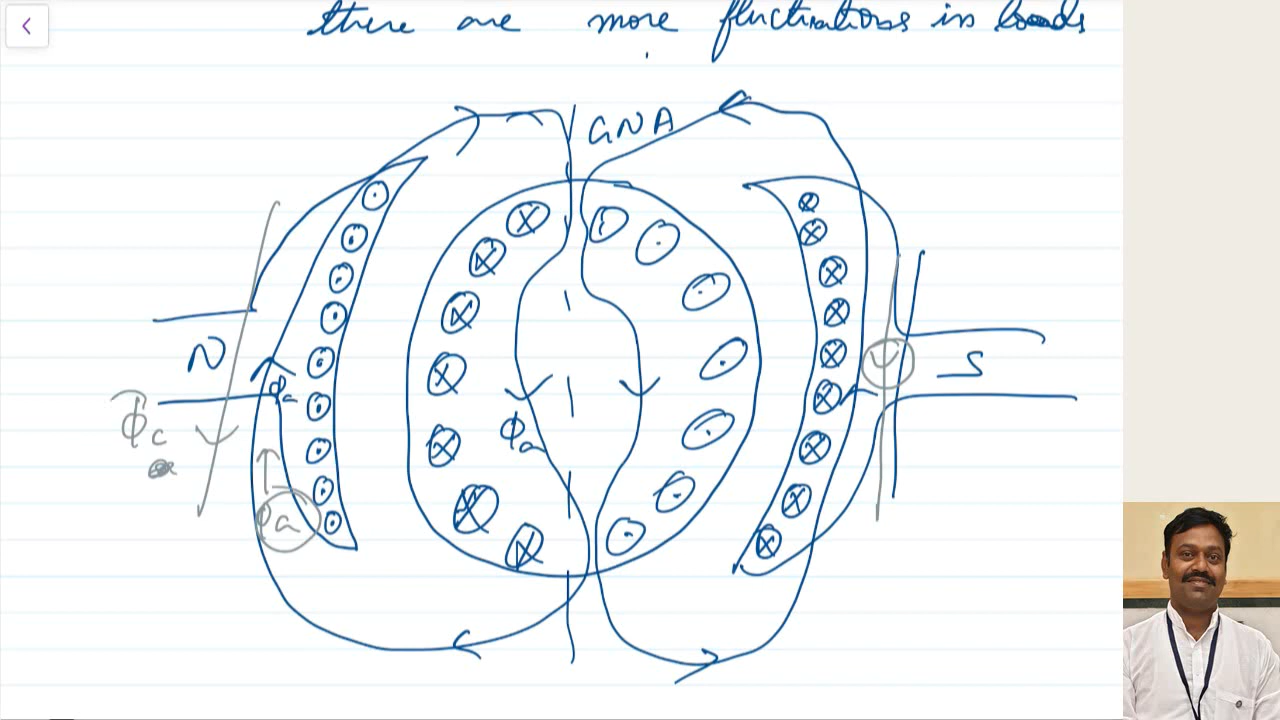 there are more fluctuations in loads
GNA
N
S
ϕa
ϕc
ϕa
ϕa